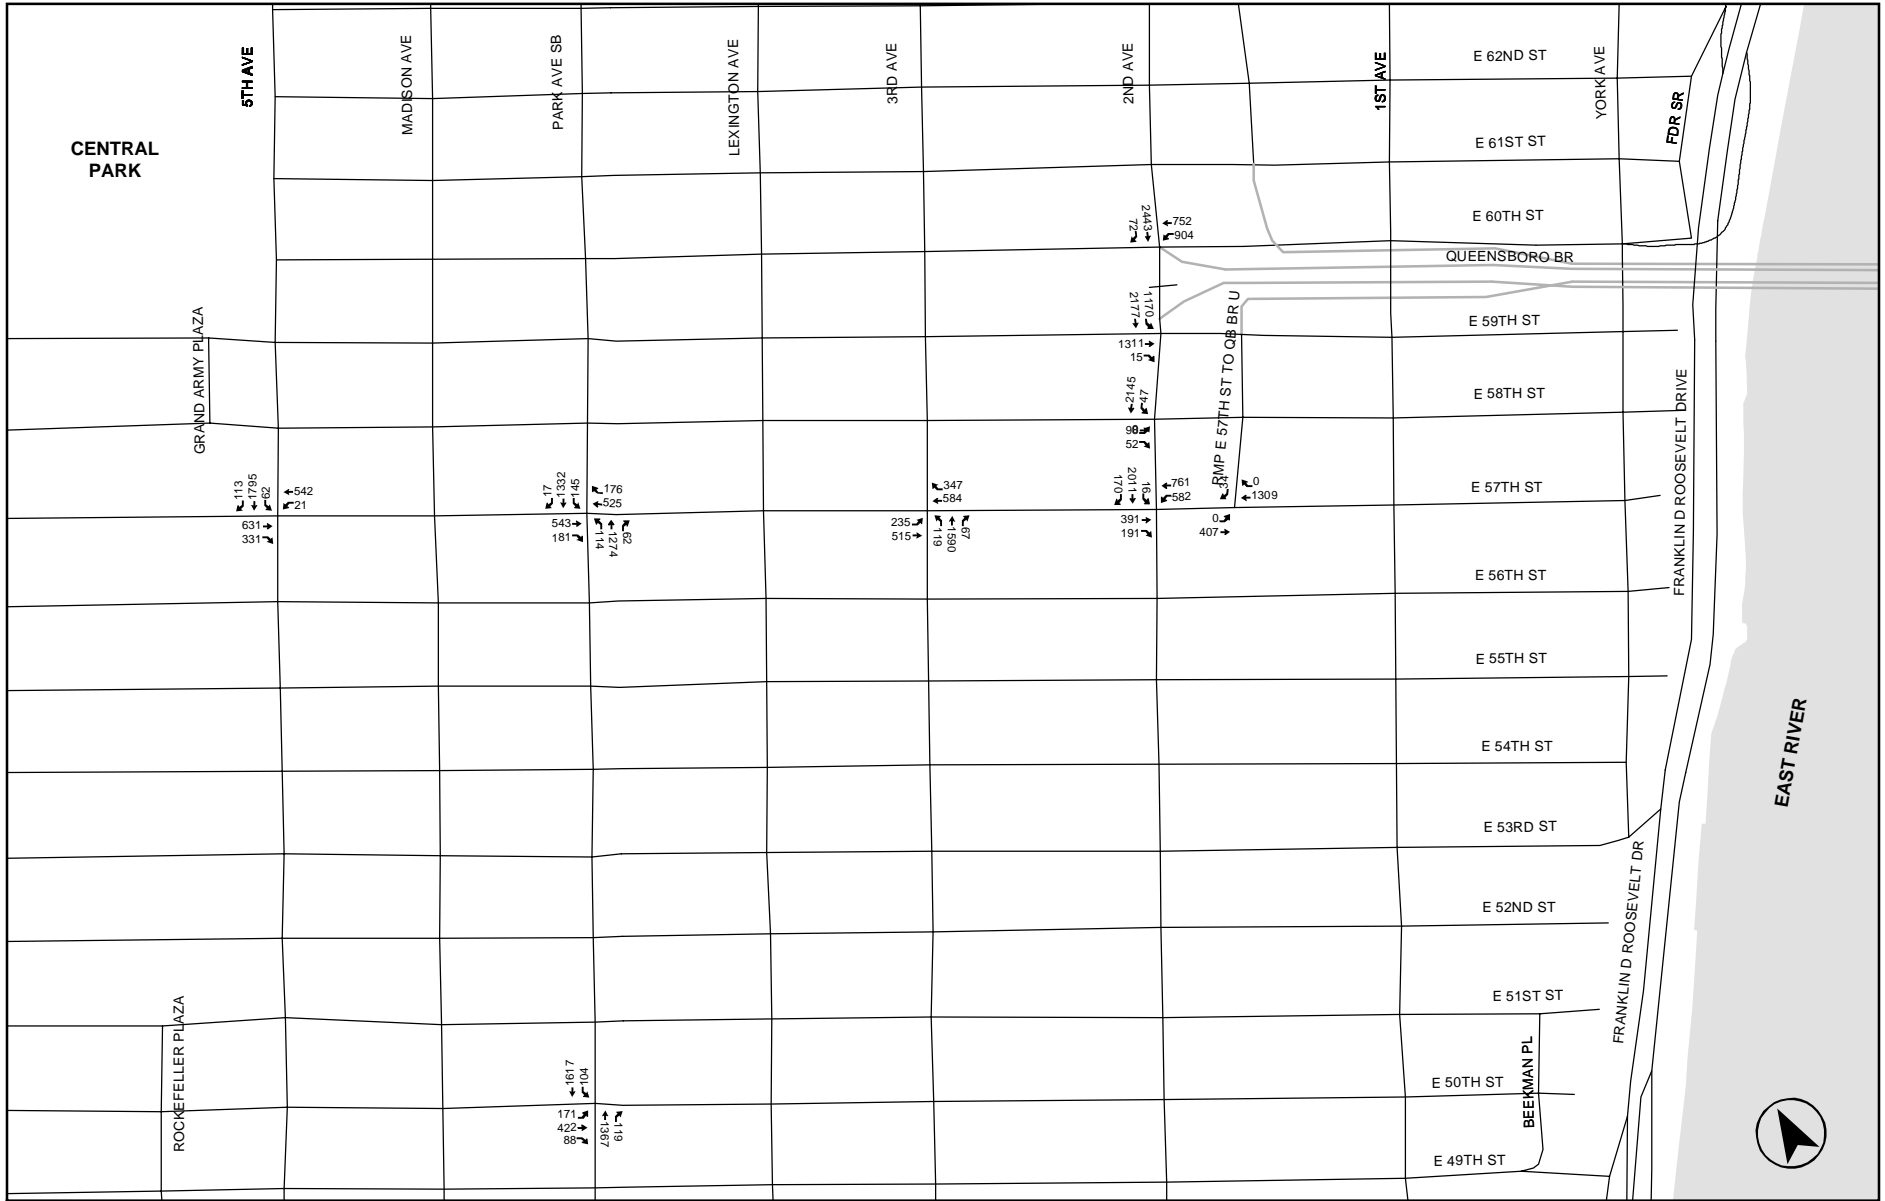 CENTRAL
PARK
5TH AVE
MADISON AVE
PARK AVE SB
LEXINGTON AVE
3RD AVE
2ND AVE
1ST AVE
YORK AVE
FDR SR
E 62ND ST
E 61ST ST
E 60TH ST
QUEENSBORO BR
E 59TH ST
E 58TH ST
E 57TH ST
E 56TH ST
E 55TH ST
E 54TH ST
E 53RD ST
E 52ND ST
E 51ST ST
E 50TH ST
E 49TH ST
GRAND ARMY PLAZA
ROCKEFELLER PLAZA
RMP E 57TH ST TO QB BR U
FRANKLIN D ROOSEVELT DRIVE
FRANKLIN D ROOSEVELT DR
BEEKMAN PL
EAST RIVER
72
2443
752
904
2177
1170
1311
15
2145
47
52
113
1795
62
542
21
631
331
17
1332
145
176
525
543
181
114
1274
62
347
584
235
515
119
1590
67
170
2011
16
761
582
391
191
34
0
1309
0
407
1617
104
171
422
88
1367
119